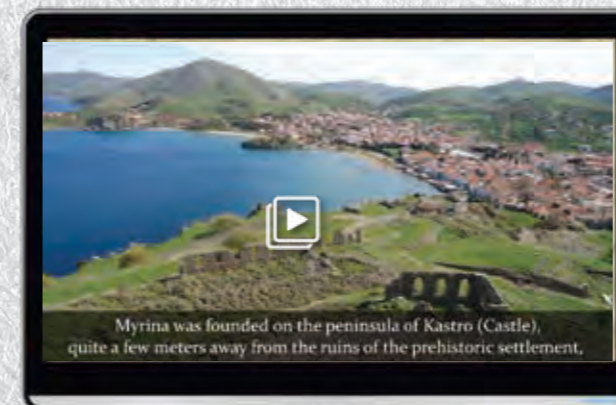 Myrina was founded on the peninsula of Kastro (Castle),
quite a few meters away from the ruins of the prehistoric settlement,